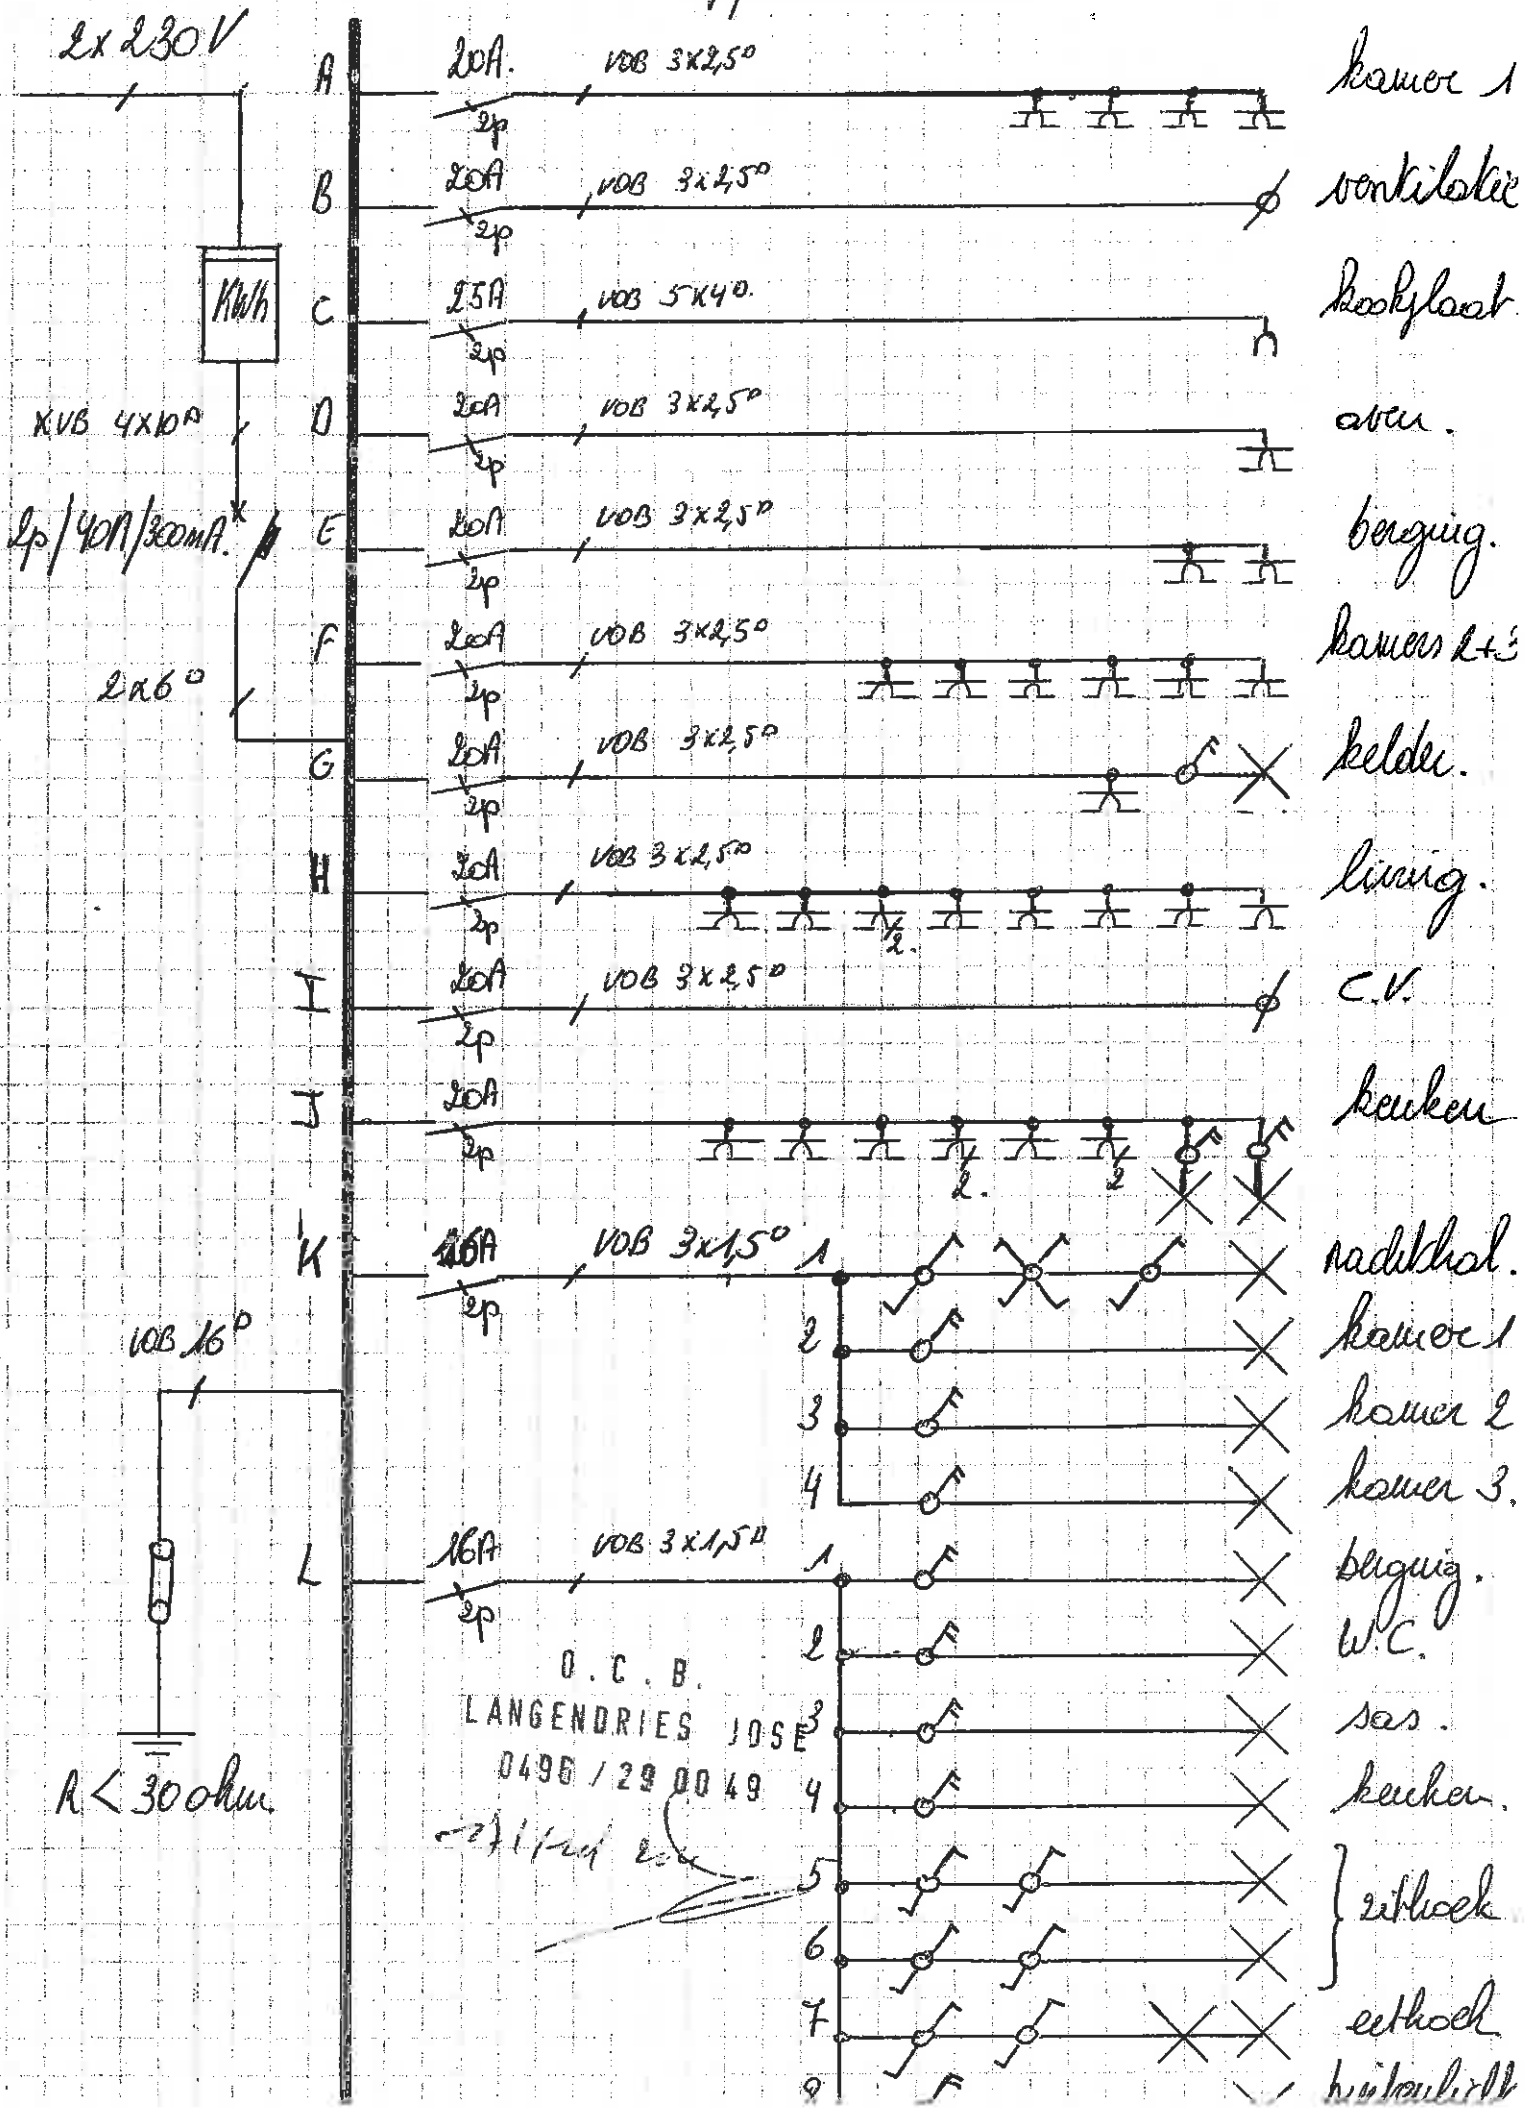 2x230V
A 20A. 2p VOB 3x2,5□ kamer 1
B 20A 2p VOB 3x2,5□ ventilatie
KWh
C 25A 2p VOB 5x4□. kookplaat.
XVB 4x10□
D 20A 2p VOB 3x2,5□ oven.
2p/40A/300mA.
E 20A 2p VOB 3x2,5□ berging.
F 20A 2p VOB 3x2,5□ kamers 2+3
2x6□
G 20A 2p VOB 3x2,5□ kelder.
H 20A 2p VOB 3x2,5□ 2. living.
I 20A 2p VOB 3x2,5□ C.V.
J 20A 2p 2. 2 keuken
K 16A 2p VOB 3x1,5□ 1 nachthal.
2 kamer 1
VOB 16□
3 kamer 2
4 kamer 3.
L 16A 2p VOB 3x1,5□ 1 berging.
2 W.C.
O.C.B.
LANGENDRIES JOSE
0496 / 29 00 49
3 sas.
R < 30 ohm.
4 keuken.
5
6
zithoek
7 eethoek
8